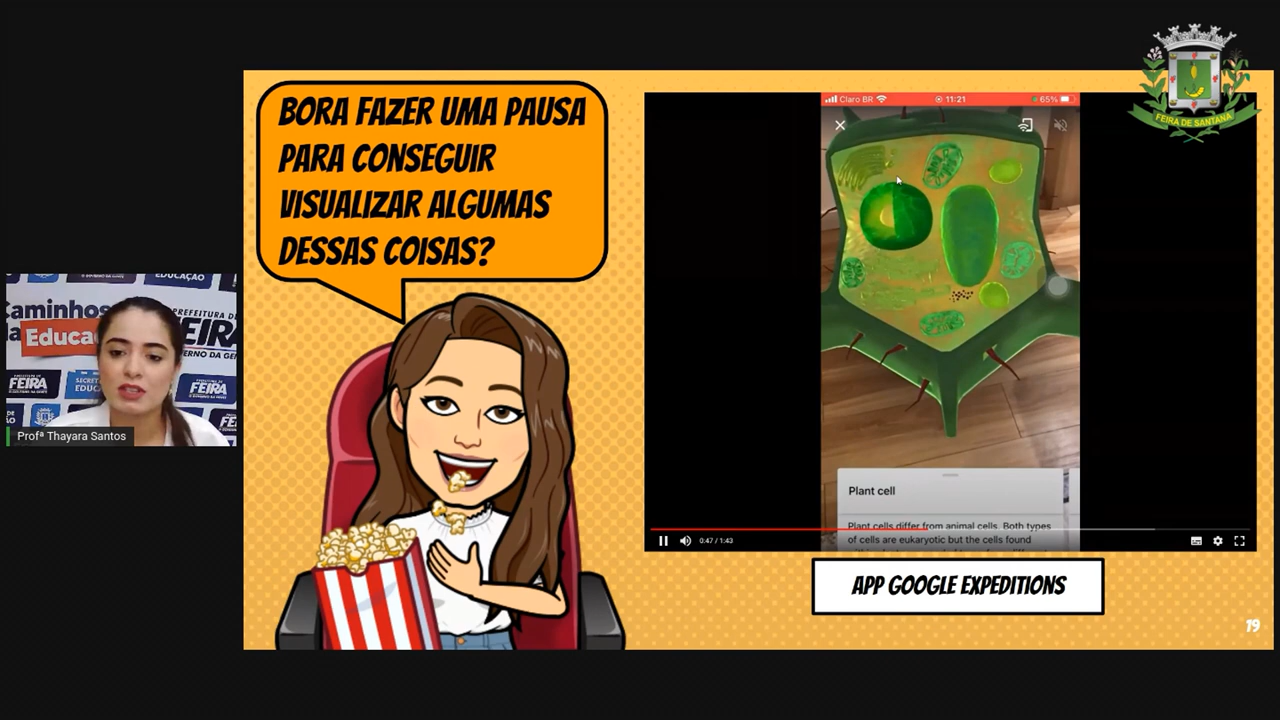 BORA FAZER UMA PAUSA
PARA CONSEGUIR
VISUALIZAR ALGUMAS
DESSAS COISAS?
Claro BR
11:21
65%
FEIRA DE SANTANA
Plant cell
Plant cells differ from animal cells. Both types
of cells are eukaryotic but the cells found
0:47 / 1:43
APP GOOGLE EXPEDITIONS
19
EDUCAÇÃO
Caminhos
Educa
PREFEITURA DE
FEIRA
FEIRA
Profª Thayara Santos